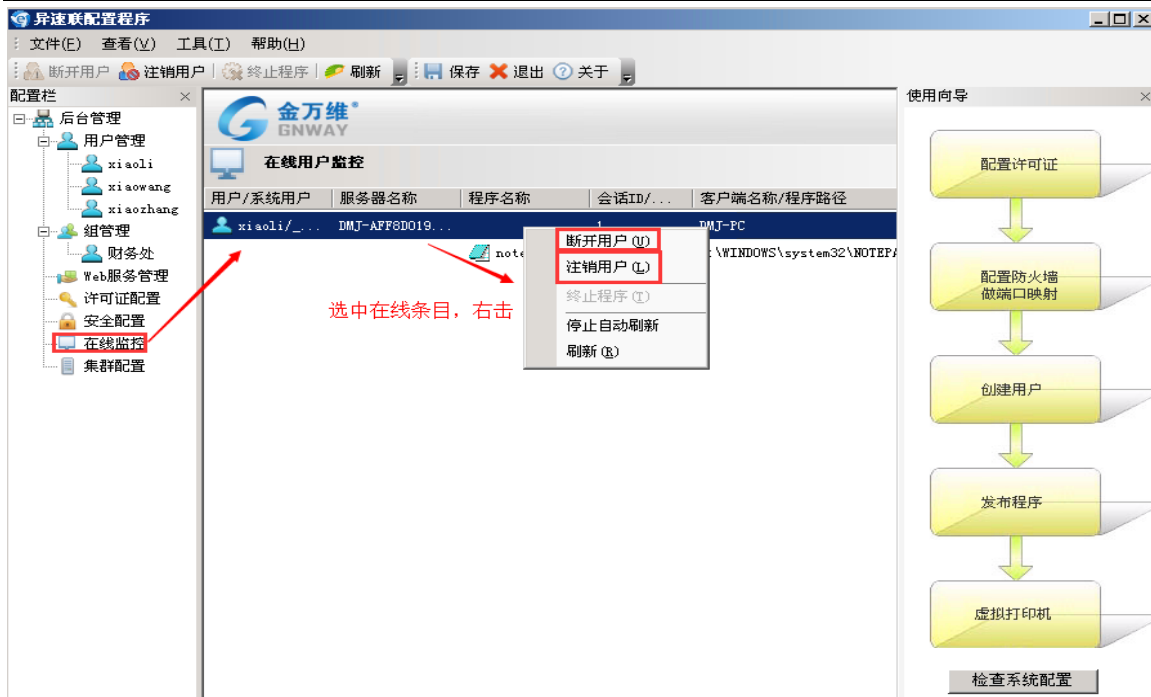 异速联配置程序
文件(F) 查看(V) 工具(T) 帮助(H)
断开用户 注销用户 终止程序 刷新 保存 退出 关于
配置栏
后台管理
用户管理
xiaoli
xiaowang
xiaozhang
组管理
财务处
Web服务管理
许可证配置
安全配置
在线监控
集群配置
金万维®
GNWAY
在线用户监控
用户/系统用户 服务器名称 程序名称 会话ID/... 客户端名称/程序路径
xiaoli/_... DMJ-AFF8D019... 1 DMJ-PC
note :\WINDOWS\system32\NOTEPA
断开用户(U)
注销用户(L)
终止程序(T)
停止自动刷新
刷新(R)
选中在线条目，右击
使用向导
配置许可证
配置防火墙
做端口映射
创建用户
发布程序
虚拟打印机
检查系统配置